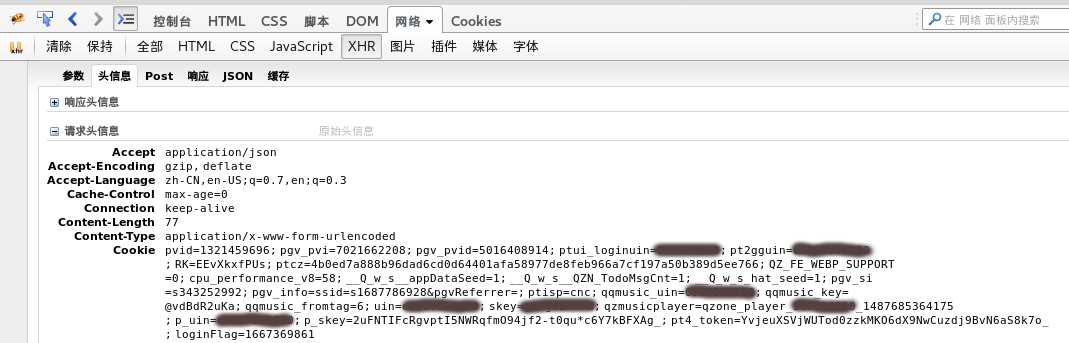 控制台 HTML CSS 脚本 DOM 网络 Cookies 在 网络 面板内搜索
xhr 清除 保持 全部 HTML CSS JavaScript XHR 图片 插件 媒体 字体
参数 头信息 Post 响应 JSON 缓存
响应头信息
请求头信息 原始头信息
Accept application/json
Accept-Encoding gzip, deflate
Accept-Language zh-CN,en-US;q=0.7,en;q=0.3
Cache-Control max-age=0
Connection keep-alive
Content-Length 77
Content-Type application/x-www-form-urlencoded
Cookie pvid=1321459696; pgv_pvi=7021662208; pgv_pvid=5016408914; ptui_loginuin= ; pt2gguin=
; RK=EEvXkxfPUs; ptcz=4b0ed7a888b96dad6cd0d64401afa58977de8feb966a7cf197a50b389d5ee766; QZ_FE_WEBP_SUPPORT
=0; cpu_performance_v8=58; __Q_w_s__appDataSeed=1; __Q_w_s__QZN_TodoMsgCnt=1; __Q_w_s_hat_seed=1; pgv_si
=s343252992; pgv_info=ssid=s1687786928&pgvReferrer=; ptisp=cnc; qqmusic_uin= ; qqmusic_key=
@vdBdR2uKa; qqmusic_fromtag=6; uin= ; skey= ; qzmusicplayer=qzone_player_ _1487685364175
; p_uin= ; p_skey=2uFNTIFcRgvptI5NWRqfmO94jf2-t0qu*c6Y7kBFXAg_; pt4_token=YvjeuXSVjWUTod0zzkMKO6dX9NwCuzdj9BvN6aS8k7o_
; loginFlag=1667369861